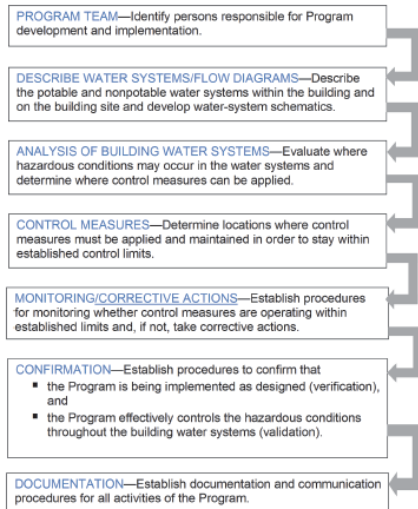 PROGRAM TEAM—Identify persons responsible for Program
development and implementation.
DESCRIBE WATER SYSTEMS/FLOW DIAGRAMS—Describe
the potable and nonpotable water systems within the building and
on the building site and develop water-system schematics.
ANALYSIS OF BUILDING WATER SYSTEMS—Evaluate where
hazardous conditions may occur in the water systems and
determine where control measures can be applied.
CONTROL MEASURES—Determine locations where control
measures must be applied and maintained in order to stay within
established control limits.
MONITORING/CORRECTIVE ACTIONS—Establish procedures
for monitoring whether control measures are operating within
established limits and, if not, take corrective actions.
CONFIRMATION—Establish procedures to confirm that
▪ the Program is being implemented as designed (verification),
and
▪ the Program effectively controls the hazardous conditions
throughout the building water systems (validation).
DOCUMENTATION—Establish documentation and communication
procedures for all activities of the Program.